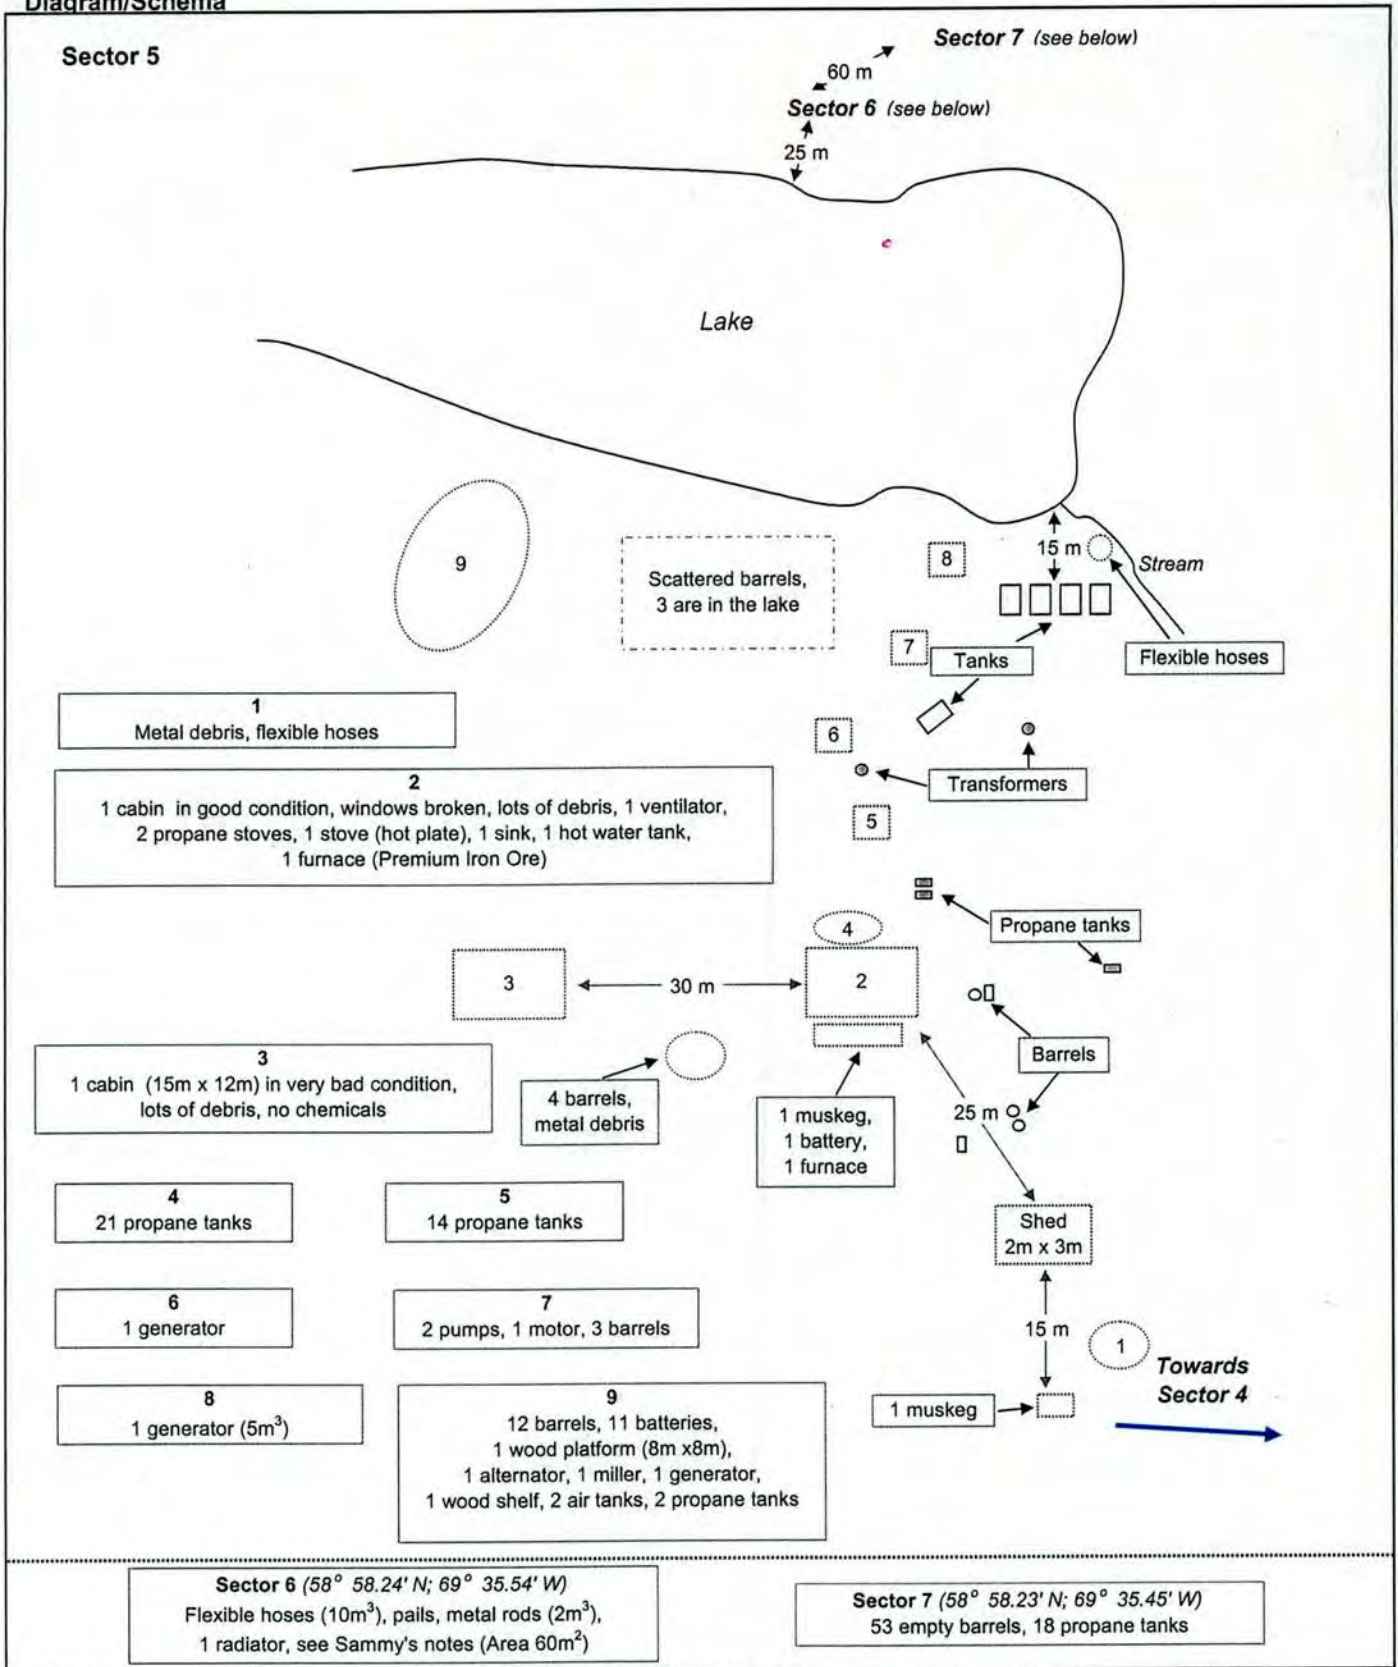 Diagram/Schema
Sector 5
Sector 7 (see below)
60 m
Sector 6 (see below)
25 m
Lake
9
Scattered barrels,
3 are in the lake
8
15 m
Stream
7
Tanks
Flexible hoses
1
Metal debris, flexible hoses
6
Transformers
2
1 cabin in good condition, windows broken, lots of debris, 1 ventilator,
2 propane stoves, 1 stove (hot plate), 1 sink, 1 hot water tank,
1 furnace (Premium Iron Ore)
5
4
Propane tanks
3
30 m
2
3
1 cabin (15m x 12m) in very bad condition,
lots of debris, no chemicals
4 barrels,
metal debris
1 muskeg,
1 battery,
1 furnace
Barrels
25 m
4
21 propane tanks
5
14 propane tanks
Shed
2m x 3m
6
1 generator
7
2 pumps, 1 motor, 3 barrels
15 m
1
Towards
Sector 4
8
1 generator (5m³)
9
12 barrels, 11 batteries,
1 wood platform (8m x8m),
1 alternator, 1 miller, 1 generator,
1 wood shelf, 2 air tanks, 2 propane tanks
1 muskeg
Sector 6 (58° 58.24' N; 69° 35.54' W)
Flexible hoses (10m³), pails, metal rods (2m³),
1 radiator, see Sammy's notes (Area 60m²)
Sector 7 (58° 58.23' N; 69° 35.45' W)
53 empty barrels, 18 propane tanks